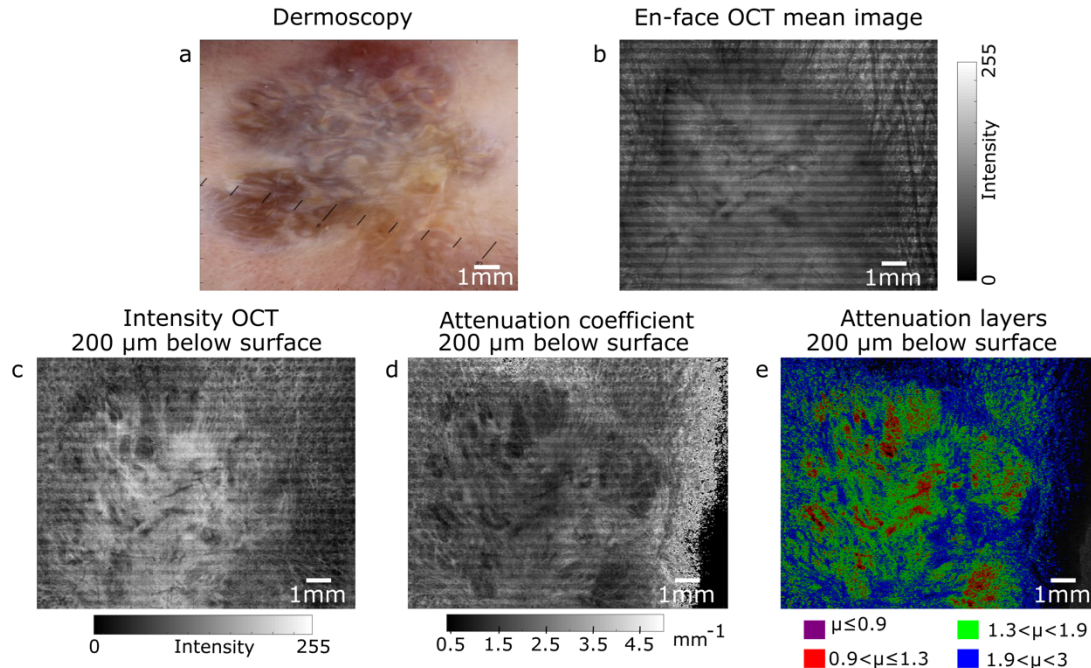 Dermoscopy
En-face OCT mean image
a
1mm
b
1mm
255
Intensity
0
Intensity OCT
200 µm below surface
Attenuation coefficient
200 µm below surface
Attenuation layers
200 µm below surface
c
1mm
d
1mm
e
1mm
0
Intensity
255
0.5
1.5
2.5
3.5
4.5
mm⁻¹
µ≤0.9
1.3<µ<1.9
0.9<µ≤1.3
1.9<µ<3